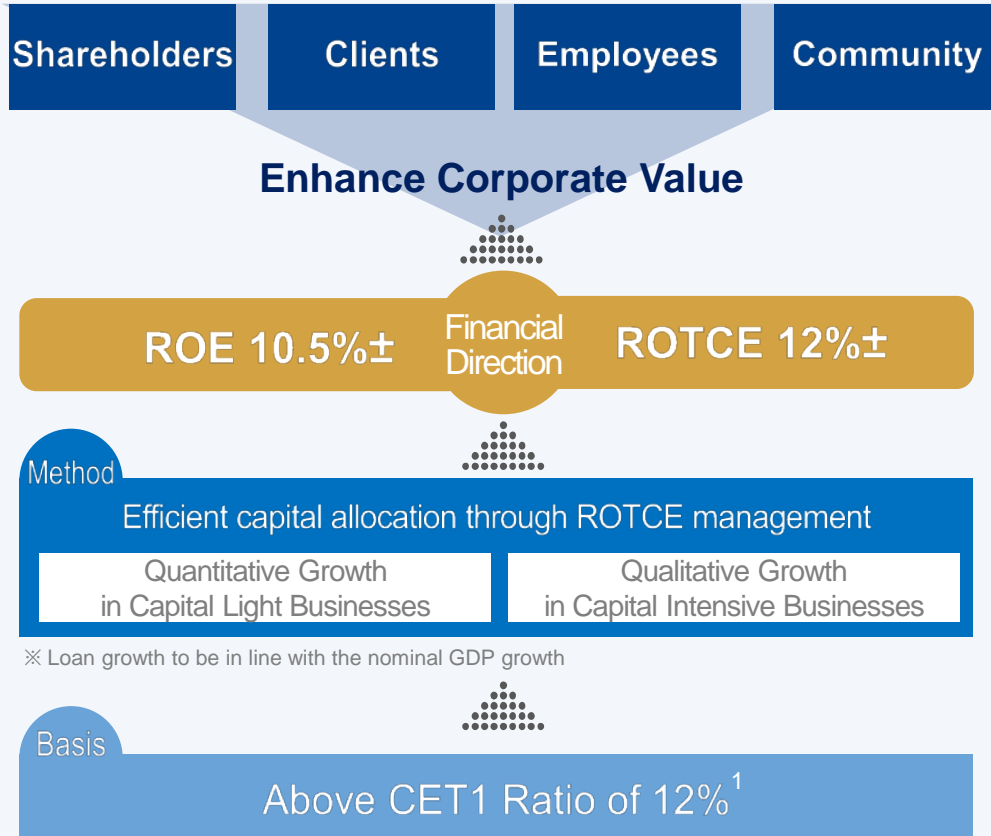 Shareholders
Clients
Employees
Community
Enhance Corporate Value
ROE 10.5%±
Financial
Direction
ROTCE 12%±
Method
Efficient capital allocation through ROTCE management
Quantitative Growth
in Capital Light Businesses
Qualitative Growth
in Capital Intensive Businesses
※ Loan growth to be in line with the nominal GDP growth
Basis
Above CET1 Ratio of 12%¹